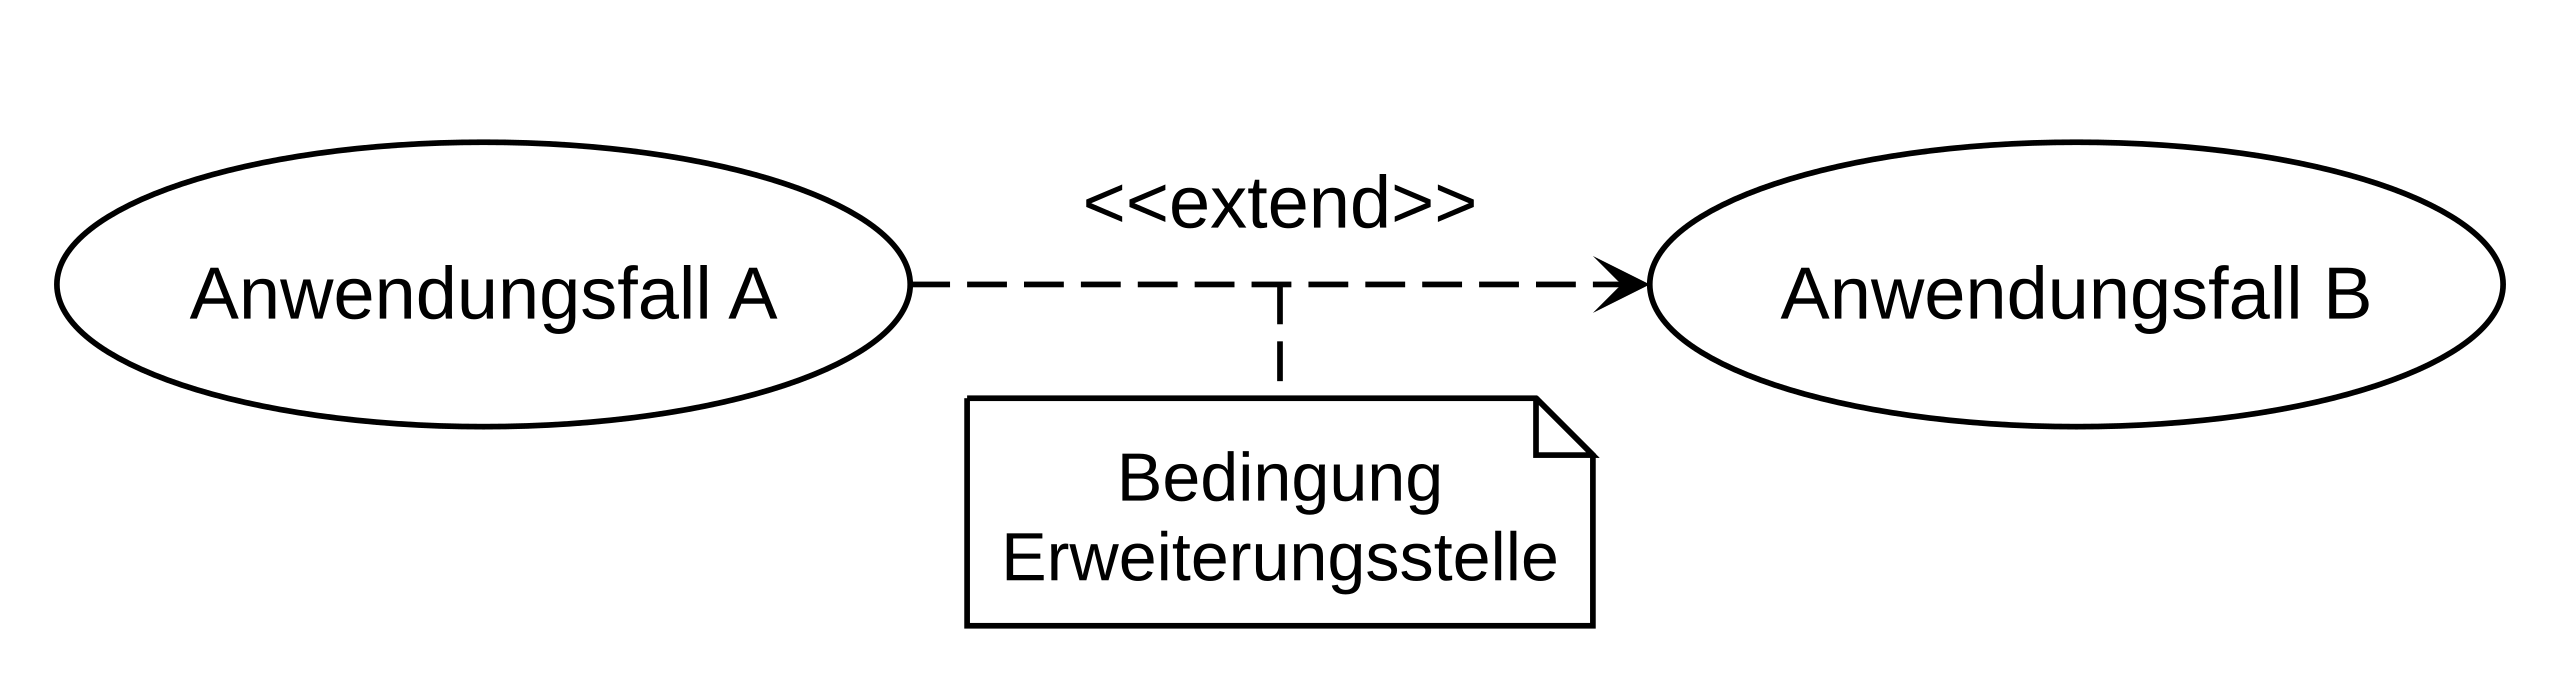 <<extend>>
Anwendungsfall A
Anwendungsfall B
Bedingung
Erweiterungsstelle